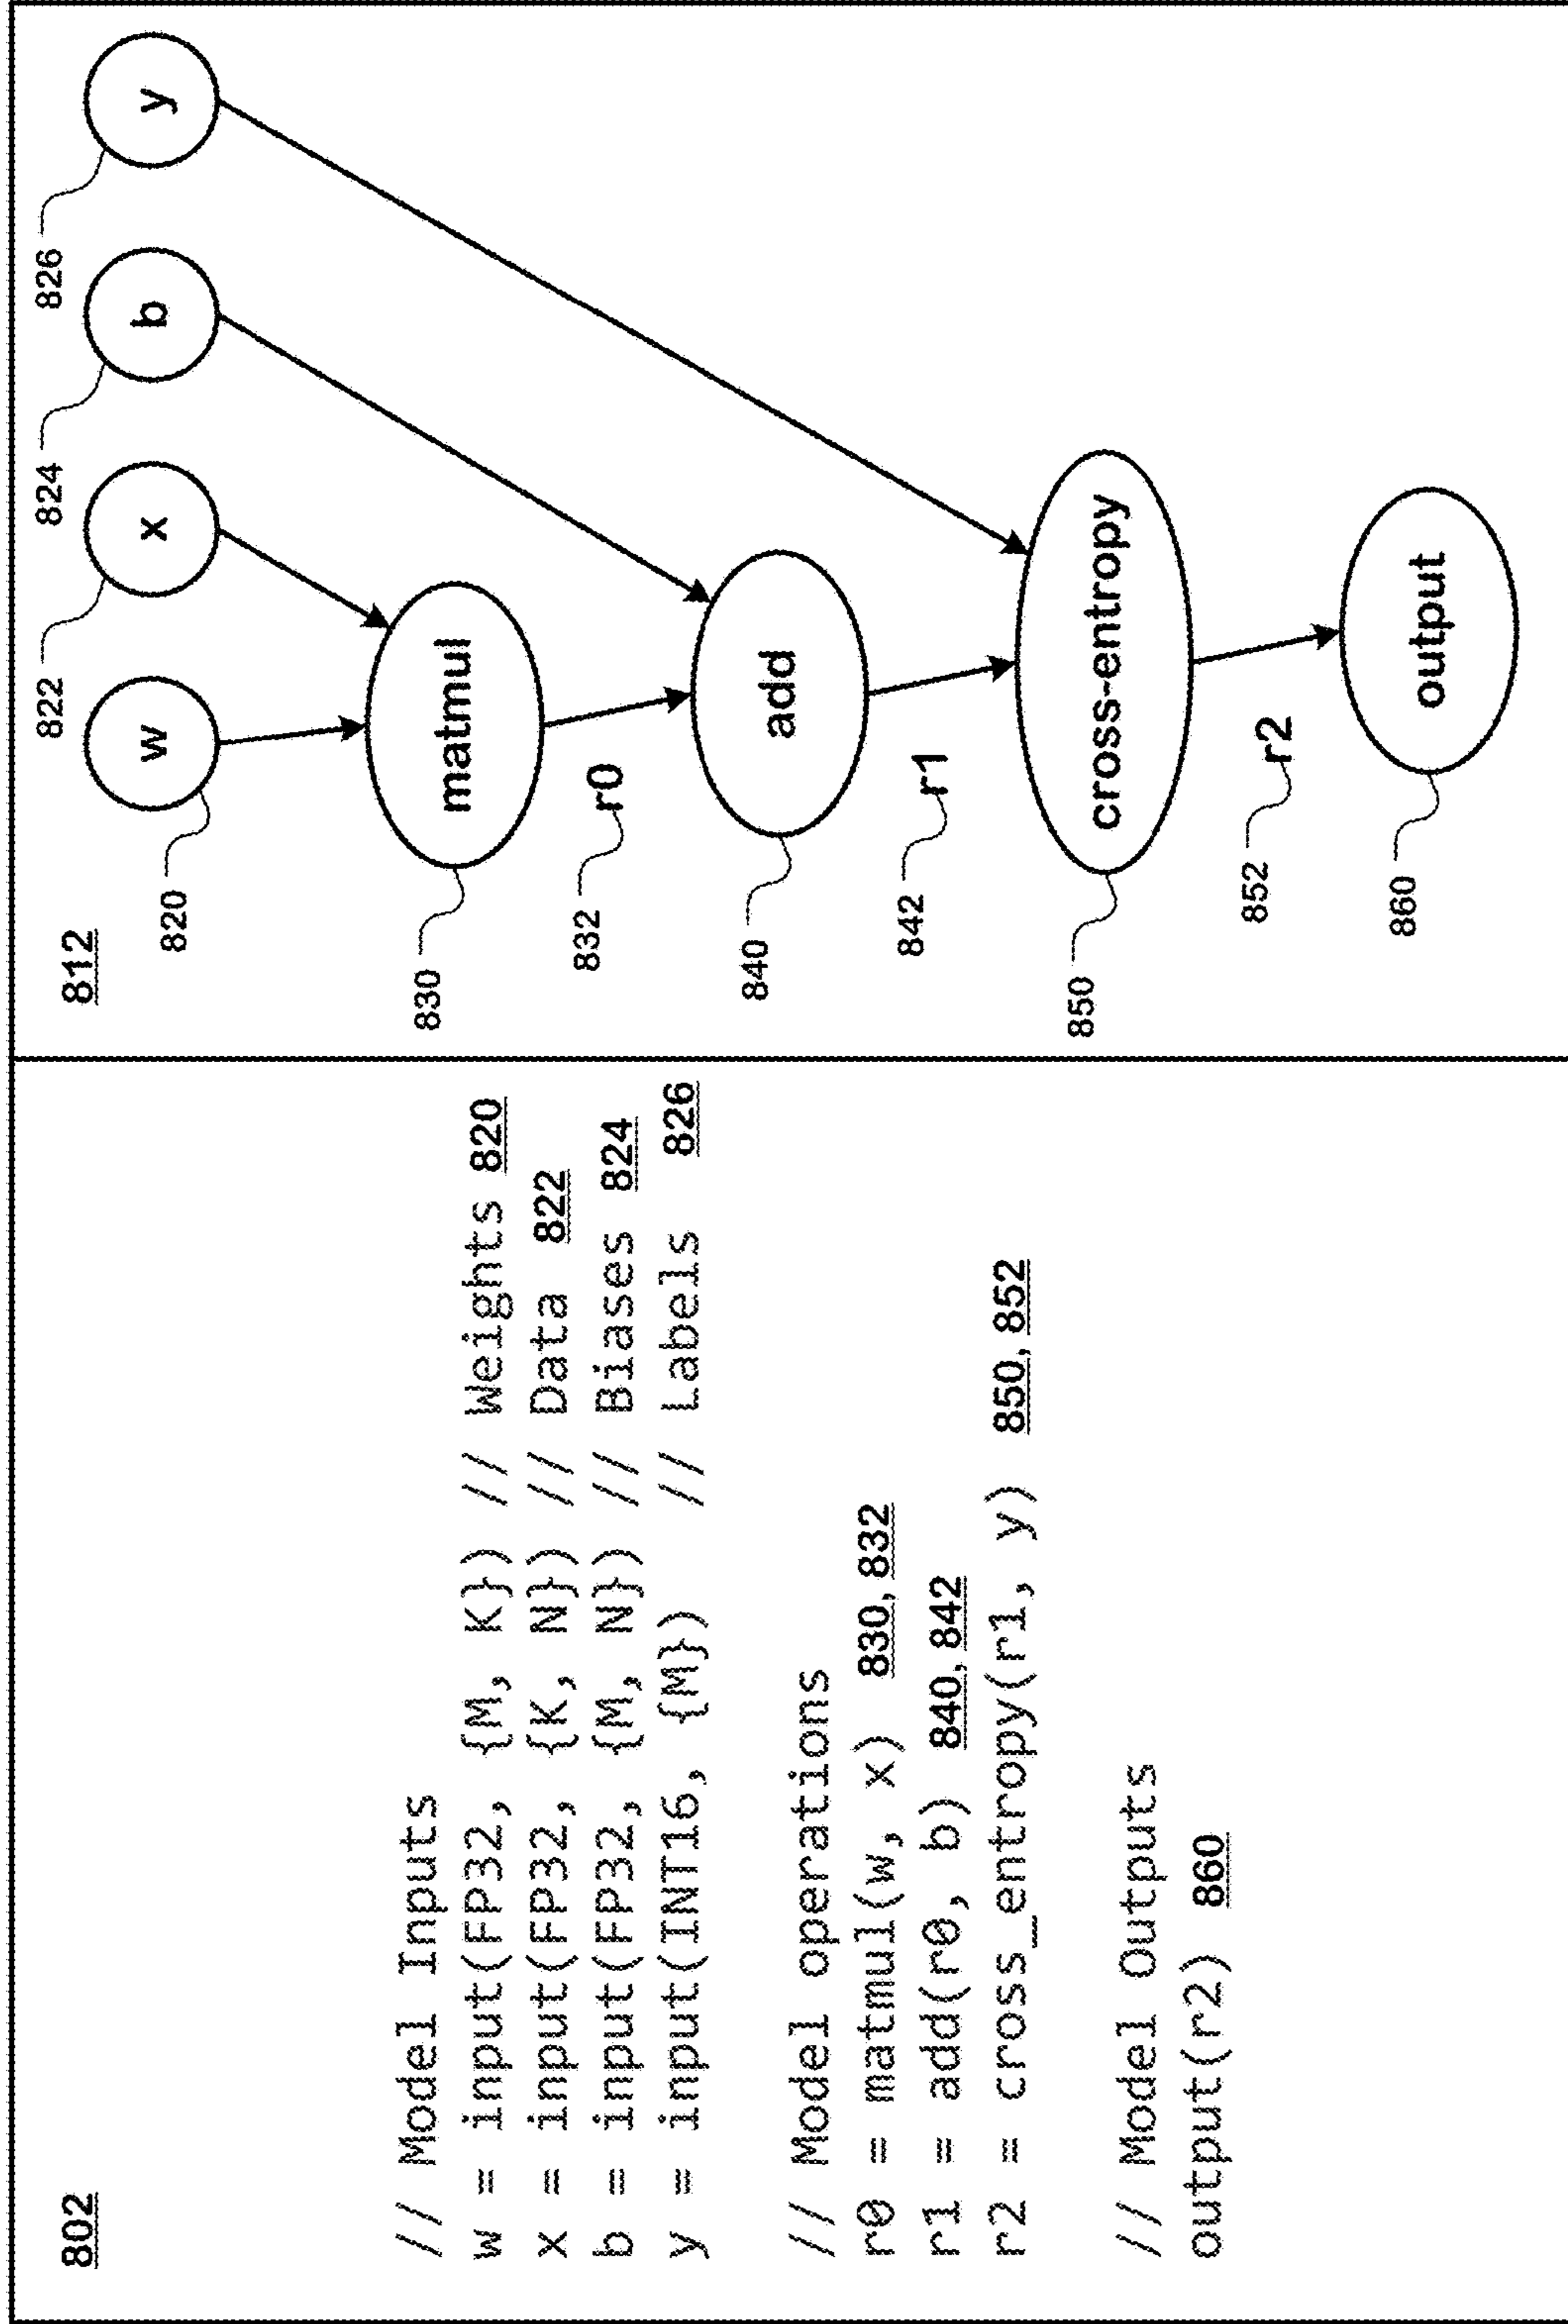 802
// Model Inputs
w = input(FP32, {M, K}) // Weights 820
x = input(FP32, {K, N}) // Data 822
b = input(FP32, {M, N}) // Biases 824
y = input(INT16, {M}) // Labels 826
// Model operations
r0 = matmul(w, x) 830, 832
r1 = add(r0, b) 840, 842
r2 = cross_entropy(r1, y) 850, 852
// Model Outputs
output(r2) 860
812
822 824 826
w x b y
820
830 matmul
832 r0
840 add
842 r1
850 cross-entropy
852 r2
860 output